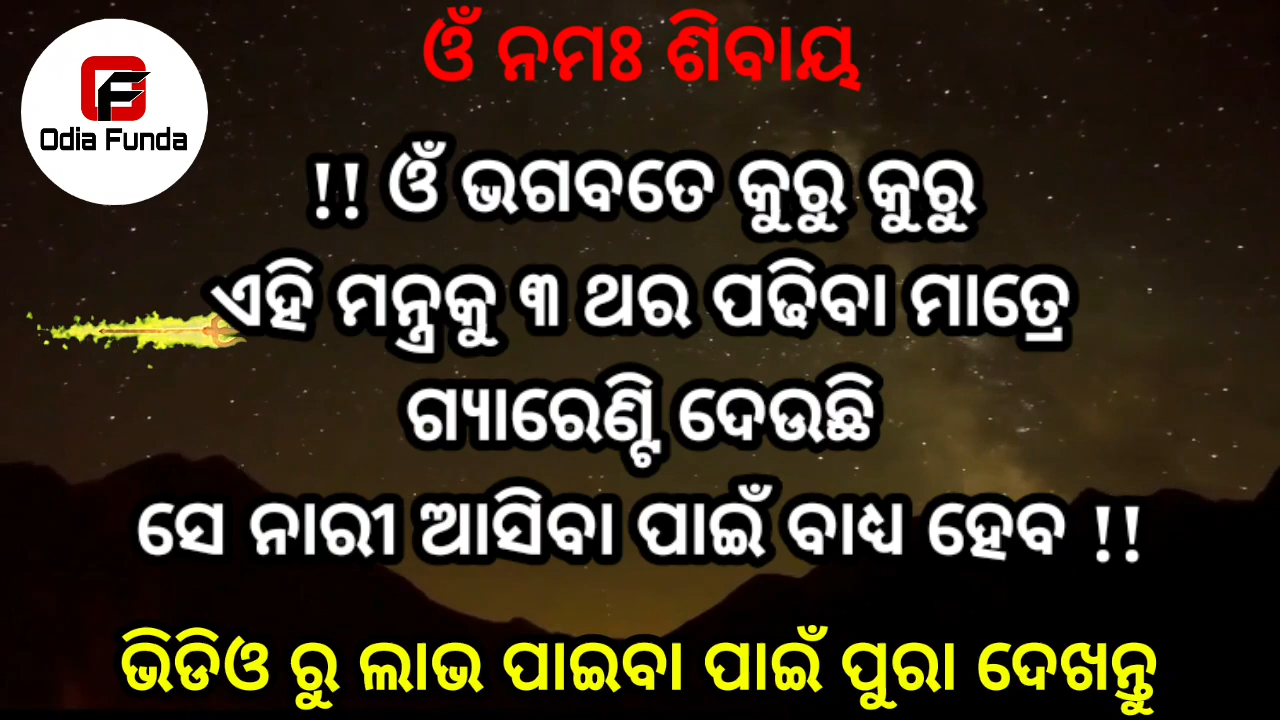 ଓଁ ନମଃ ଶିବାୟ
Odia Funda
!! ଓଁ ଭଗବତେ କୁରୁ କୁରୁ
ଏହି ମନ୍ତ୍ରକୁ ୩ ଥର ପଢିବା ମାତ୍ରେ
ଗ୍ୟାରେଣ୍ଟି ଦେଉଛି
ସେ ନାରୀ ଆସିବା ପାଇଁ ବାଧ୍ୟ ହେବ !!
ଭିଡିଓ ରୁ ଲାଭ ପାଇବା ପାଇଁ ପୁରା ଦେଖନ୍ତୁ